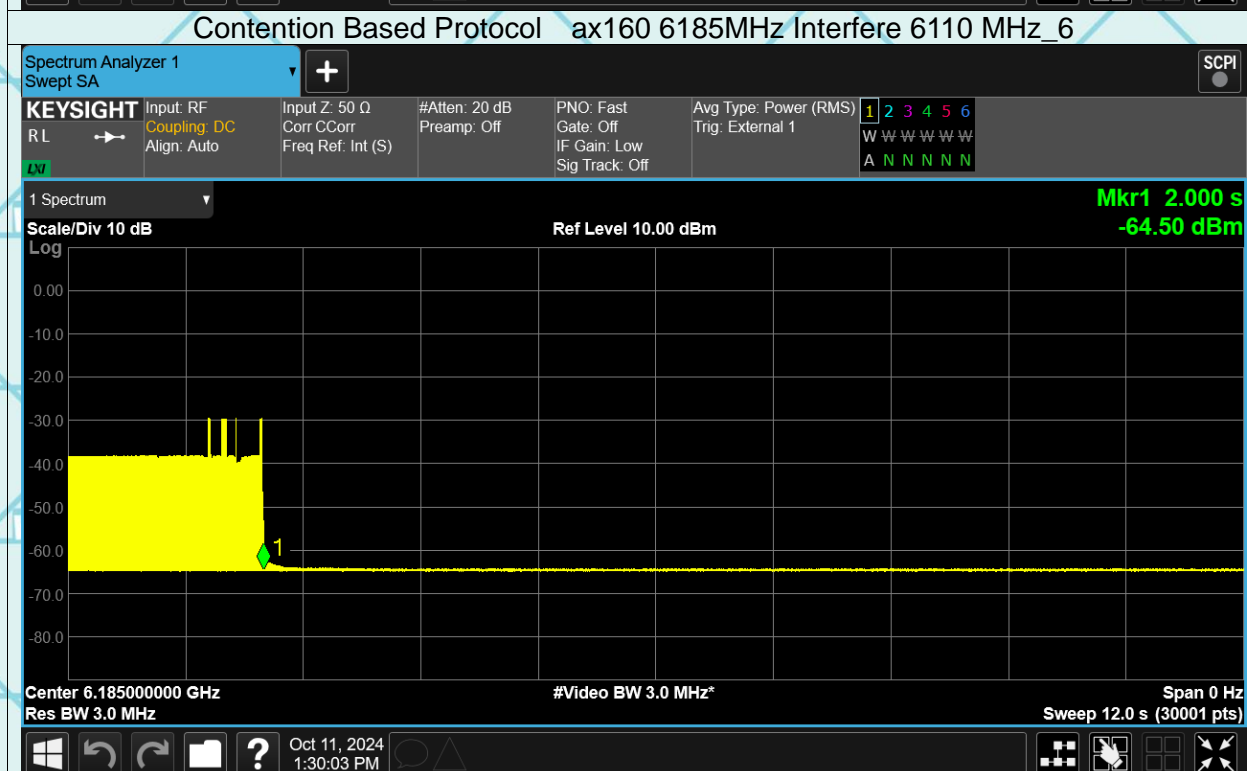 Contention Based Protocol ax160 6185MHz Interfere 6110 MHz_6
Spectrum Analyzer 1
Swept SA
▼
+
SCPI
KEYSIGHT
RL
LXI
Input: RF
Coupling: DC
Align: Auto
Input Z: 50 Ω
Corr CCorr
Freq Ref: Int (S)
#Atten: 20 dB
Preamp: Off
PNO: Fast
Gate: Off
IF Gain: Low
Sig Track: Off
Avg Type: Power (RMS)
Trig: External 1
1 2 3 4 5 6
W W W W W W
A N N N N N
1 Spectrum ▼
Mkr1 2.000 s
-64.50 dBm
Scale/Div 10 dB
Ref Level 10.00 dBm
Log
0.00
-10.0
-20.0
-30.0
-40.0
-50.0
-60.0
-70.0
-80.0
1
Center 6.185000000 GHz
#Video BW 3.0 MHz*
Span 0 Hz
Res BW 3.0 MHz
Sweep 12.0 s (30001 pts)
?
Oct 11, 2024
1:30:03 PM